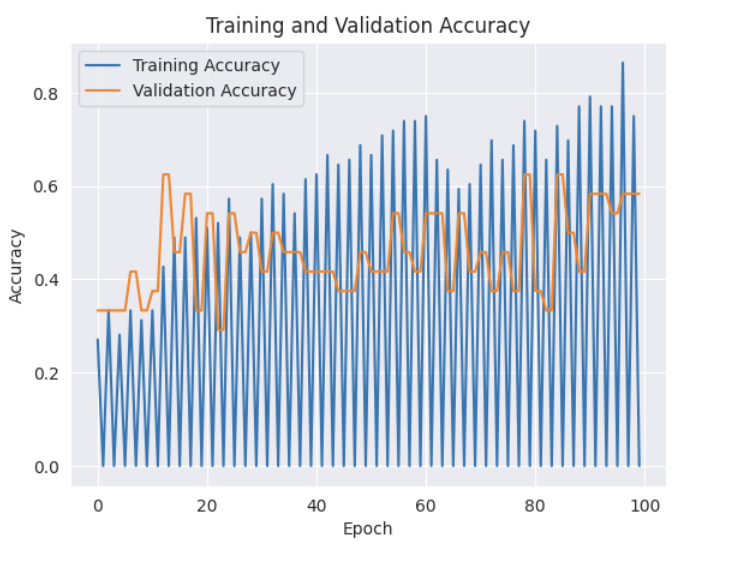 Training and Validation Accuracy
Training Accuracy
Validation Accuracy
Accuracy
0.8
0.6
0.4
0.2
0.0
0 20 40 60 80 100
Epoch